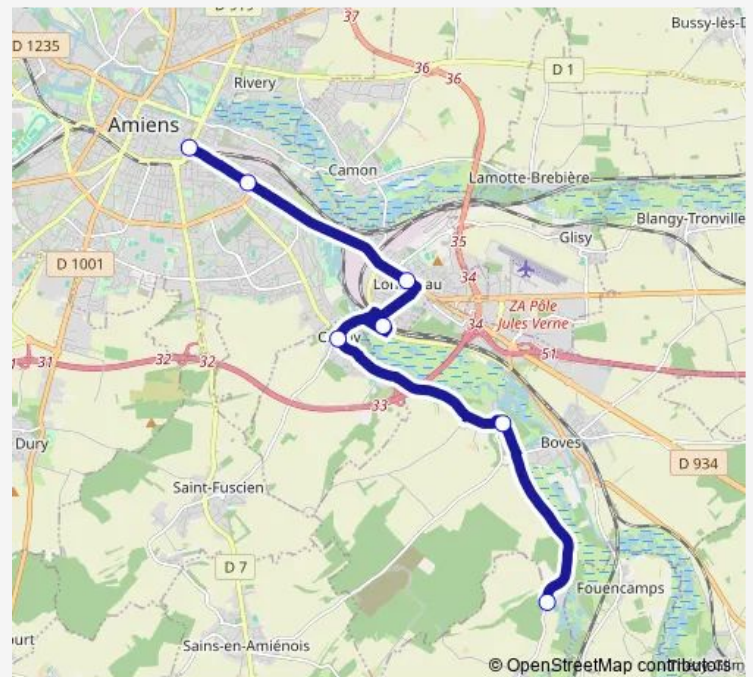 37
D 1235
Bussy-lès-D
36
36
D 1
Rivery
Amiens
Camon
Lamotte-Brebière
Blangy-Tronville
35
Glisy
D 1001
34
ZA Pôle
Jules Verne
34
31
32
32
51
33
Dury
Boves
D 934
Saint-Fuscien
D 7
Fouencamps
Sains-en-Amiénois
© OpenStreetMap contributors